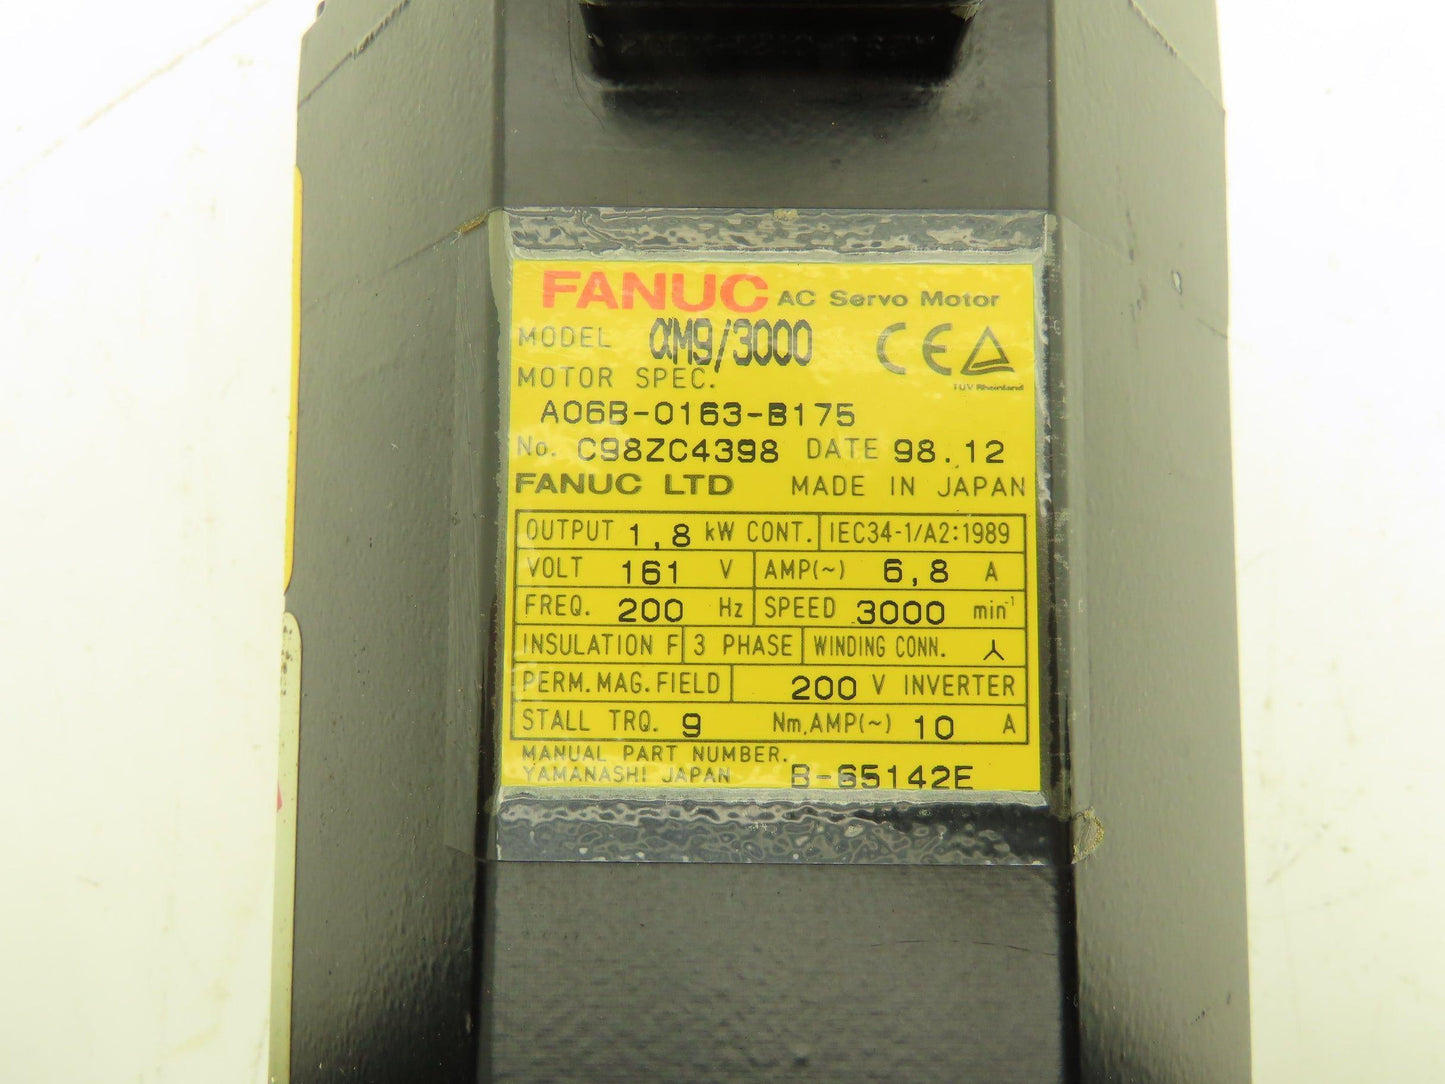 FANUC AC Servo Motor
MODEL αM9/3000 CE
TUV Rheinland
MOTOR SPEC.
A06B-0163-B175
No. C98ZC4398 DATE 98.12
FANUC LTD MADE IN JAPAN
OUTPUT 1,8 kW CONT. IEC34-1/A2:1989
VOLT 161 V AMP(~) 6,8 A
FREQ. 200 Hz SPEED 3000 min⁻¹
INSULATION F 3 PHASE WINDING CONN. ⅄
PERM.MAG.FIELD 200 V INVERTER
STALL TRQ. 9 Nm,AMP(~) 10 A
MANUAL PART NUMBER.
YAMANASHI JAPAN B-65142E